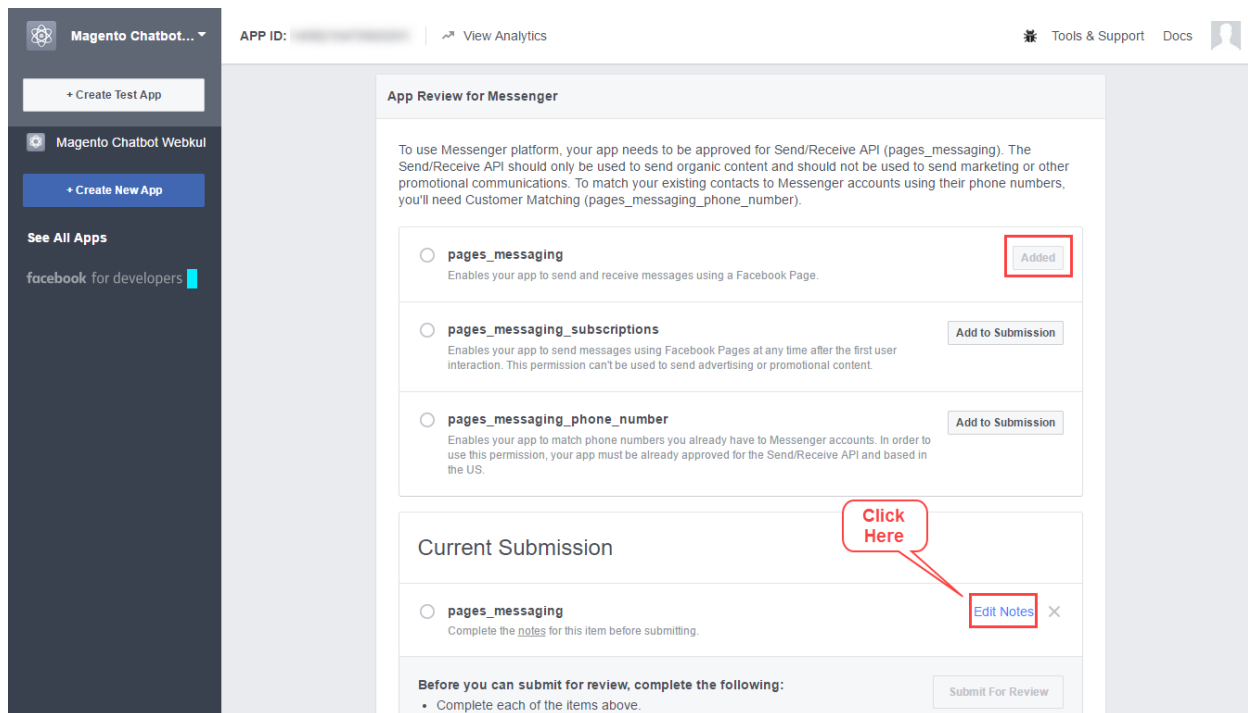 Magento Chatbot...
APP ID:
View Analytics
Tools & Support
Docs
+ Create Test App
Magento Chatbot Webkul
+ Create New App
See All Apps
facebook for developers
App Review for Messenger
To use Messenger platform, your app needs to be approved for Send/Receive API (pages_messaging). The
Send/Receive API should only be used to send organic content and should not be used to send marketing or other
promotional communications. To match your existing contacts to Messenger accounts using their phone numbers,
you'll need Customer Matching (pages_messaging_phone_number).
pages_messaging
Added
Enables your app to send and receive messages using a Facebook Page.
pages_messaging_subscriptions
Add to Submission
Enables your app to send messages using Facebook Pages at any time after the first user
interaction. This permission can't be used to send advertising or promotional content.
pages_messaging_phone_number
Add to Submission
Enables your app to match phone numbers you already have to Messenger accounts. In order to
use this permission, your app must be already approved for the Send/Receive API and based in
the US.
Click
Here
Current Submission
pages_messaging
Edit Notes
Complete the notes for this item before submitting.
Before you can submit for review, complete the following:
Submit For Review
• Complete each of the items above.